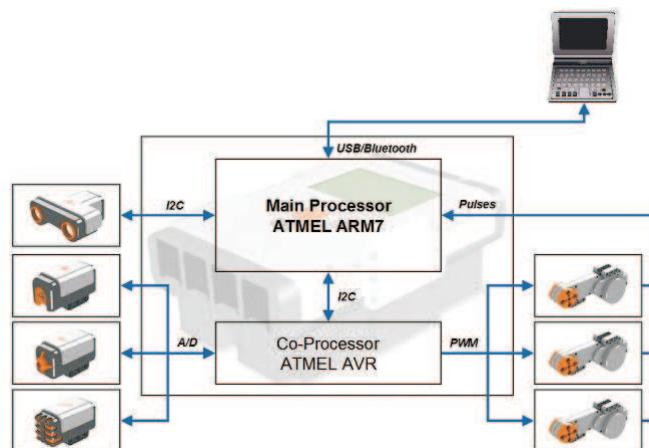 USB/Bluetooth
I2C
Main Processor
ATMEL ARM7
Pulses
I2C
A/D
Co-Processor
ATMEL AVR
PWM